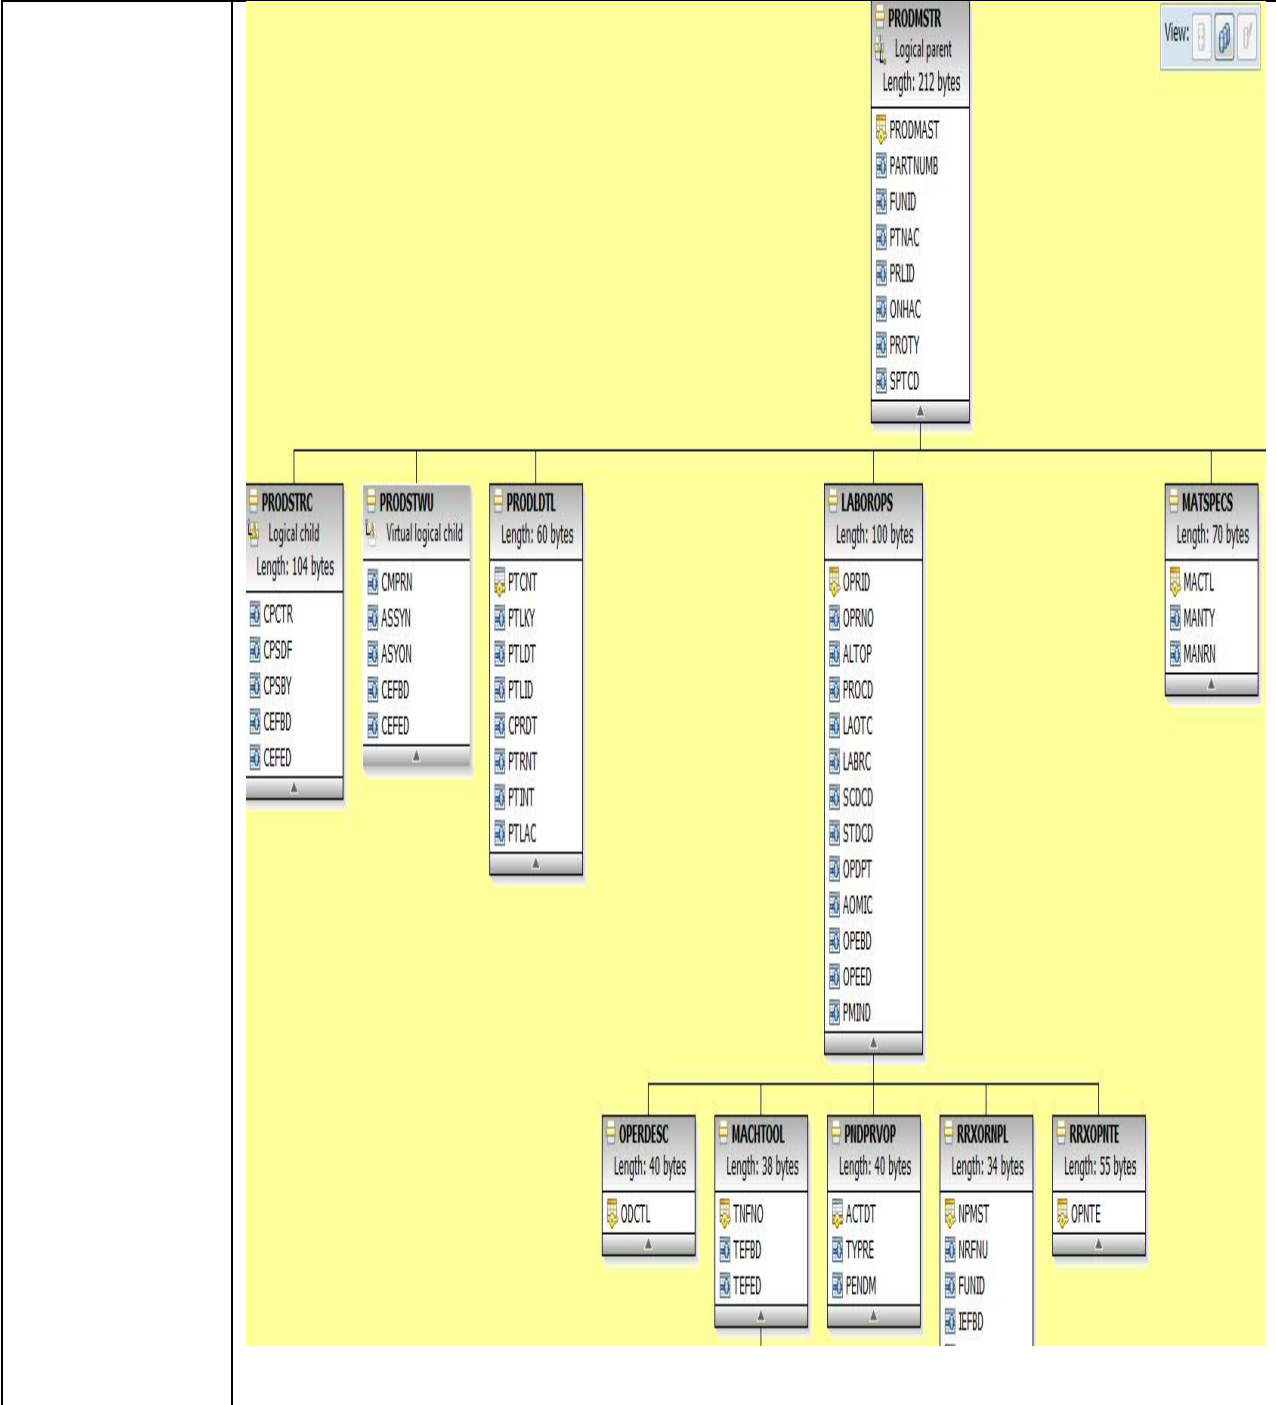 PRODMSTR
Logical parent
Length: 212 bytes
PRODMAST
PARTNUMB
FUNID
PTNAC
PRLID
ONHAC
PROTY
SPTCD
View:
PRODSTRC
Logical child
Length: 104 bytes
CPCTR
CPSDF
CPSBY
CEFBD
CEFED
PRODSTWU
Virtual logical child
CMPRN
ASSYN
ASYON
CEFBD
CEFED
PRODLDTL
Length: 60 bytes
PTCNT
PTLKY
PTLDT
PTLID
CPRDT
PTRNT
PTINT
PTLAC
LABOROPS
Length: 100 bytes
OPRID
OPRNO
ALTOP
PROCD
LAOTC
LABRC
SCDCD
STDCD
OPDPT
AOMIC
OPEBD
OPEED
PMIND
MATSPECS
Length: 70 bytes
MACTL
MANTY
MANRN
OPERDESC
Length: 40 bytes
ODCTL
MACHTOOL
Length: 38 bytes
TNFNO
TEFBD
TEFED
PNDPRVOP
Length: 40 bytes
ACTDT
TYPRE
PENDM
RRXORNPL
Length: 34 bytes
NPMST
NRFNU
FUNID
IEFBD
RRXOPNTE
Length: 55 bytes
OPNTE